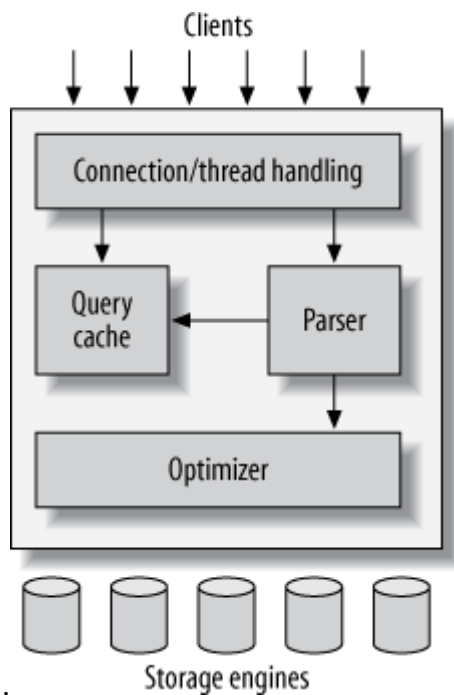 Clients
Connection/thread handling
Query
cache
Parser
Optimizer
.
Storage engines